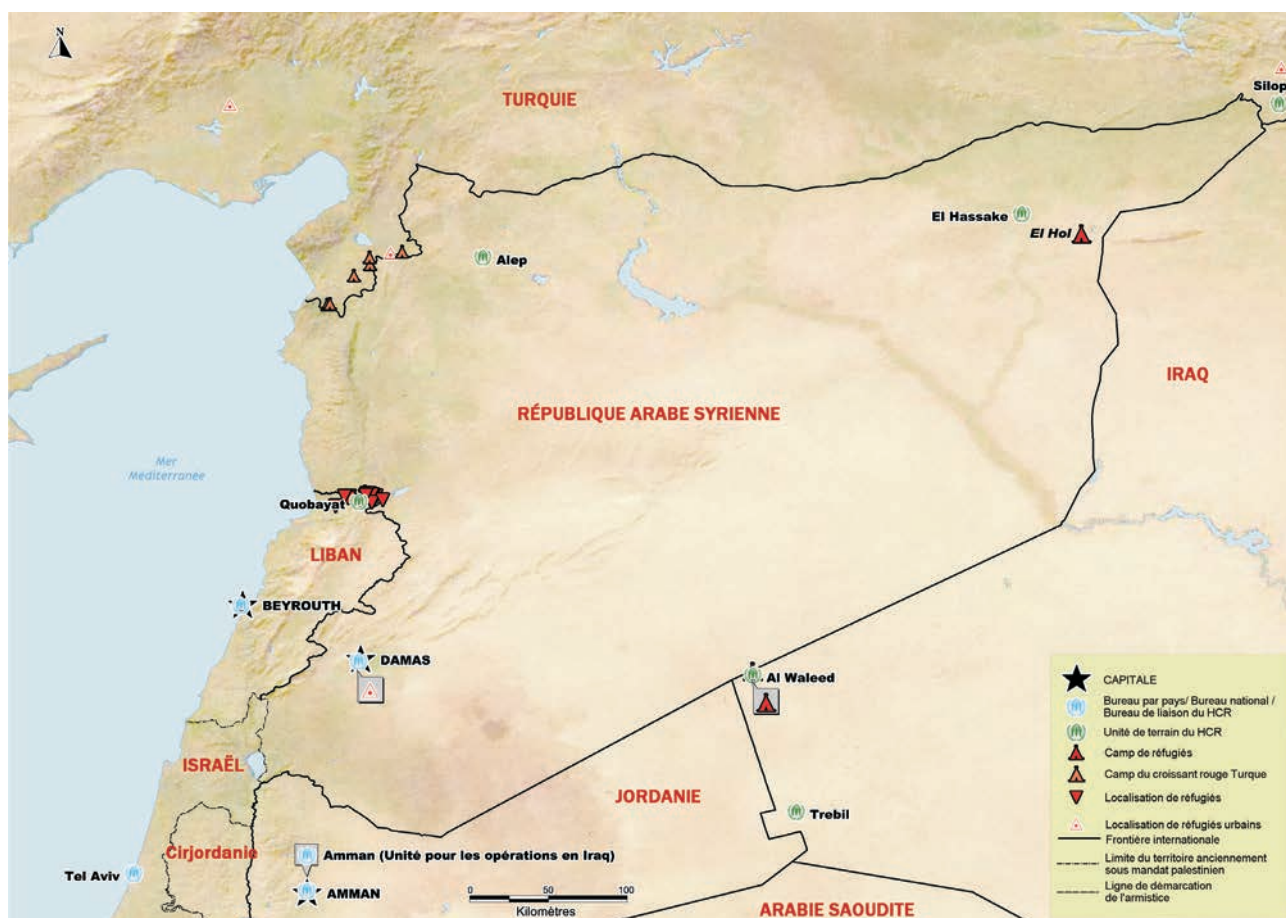 N
TURQUIE
Silop
El Hassake
El Hol
Alep
IRAQ
RÉPUBLIQUE ARABE SYRIENNE
Mer
Méditerranée
Quobayat
LIBAN
BEYROUTH
DAMAS
Al Waleed
ISRAËL
JORDANIE
Trebil
Cirjordanie
Amman (Unité pour les opérations en Iraq)
Tel Aviv
AMMAN
0 50 100
Kilomètres
ARABIE SAOUDITE
CAPITALE
Bureau par pays/ Bureau national /
Bureau de liaison du HCR
Unité de terrain du HCR
Camp de réfugiés
Camp du croissant rouge Turque
Localisation de réfugiés
Localisation de réfugiés urbains
Frontière internationale
Limite du territoire anciennement
sous mandat palestinien
Ligne de démarcation
de l'armistice